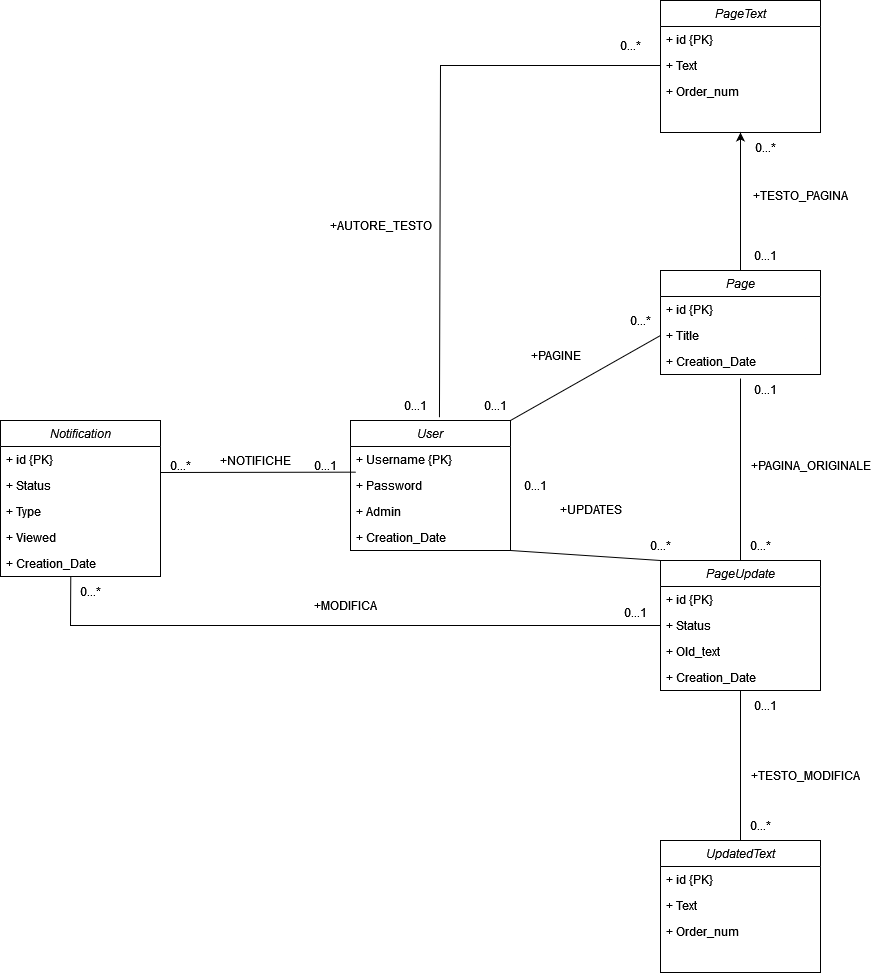 PageText
+ id {PK}
+ Text
+ Order_num
0...*
0...*
+TESTO_PAGINA
0...1
+AUTORE_TESTO
Page
+ id {PK}
+ Title
+ Creation_Date
0...*
+PAGINE
0...1
0...1
0...1
+PAGINA_ORIGINALE
0...*
Notification
+ id {PK}
+ Status
+ Type
+ Viewed
+ Creation_Date
0...*
+NOTIFICHE
0...1
User
+ Username {PK}
+ Password
+ Admin
+ Creation_Date
0...1
+UPDATES
0...*
0...*
+MODIFICA
0...1
PageUpdate
+ id {PK}
+ Status
+ Old_text
+ Creation_Date
0...1
+TESTO_MODIFICA
0...*
UpdatedText
+ id {PK}
+ Text
+ Order_num